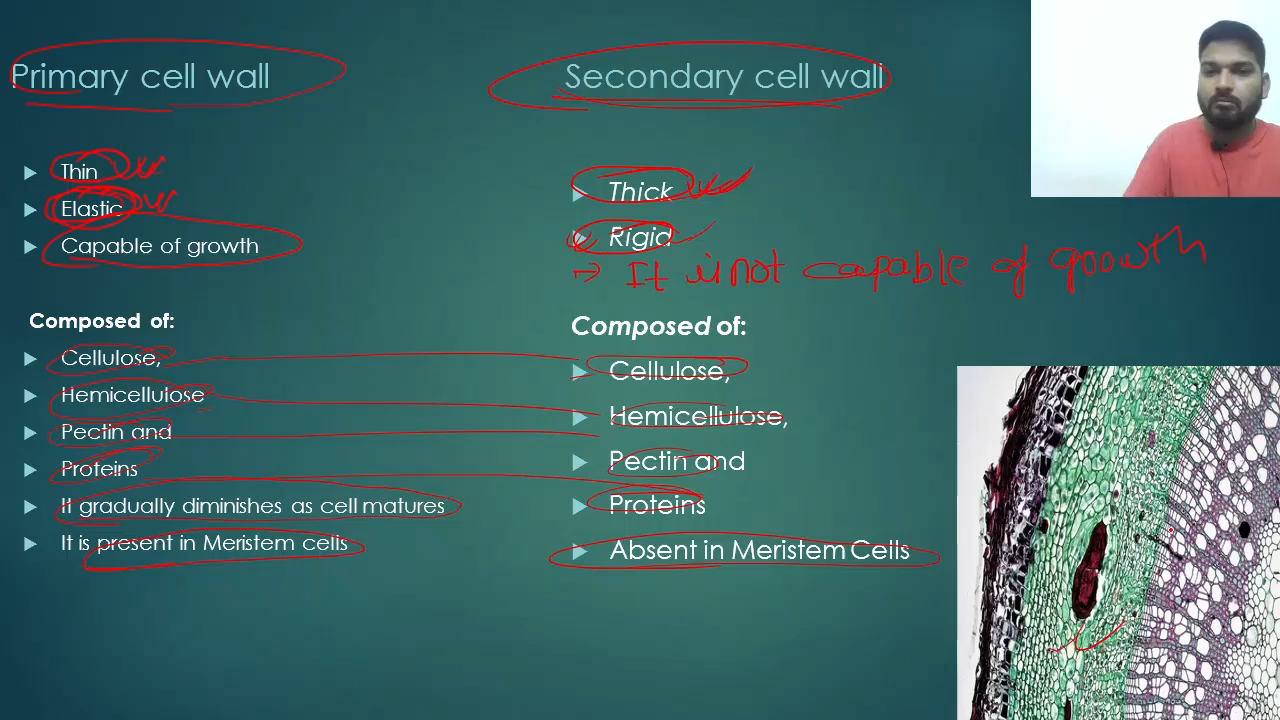 Primary cell wall
Thin
Elastic
Capable of growth
Composed of:
Cellulose,
Hemicellulose
Pectin and
Proteins
It gradually diminishes as cell matures
It is present in Meristem cells
Secondary cell wall
Thick
Rigid
→ It is not capable of growth
Composed of:
Cellulose,
Hemicellulose,
Pectin and
Proteins
Absent in Meristem Cells